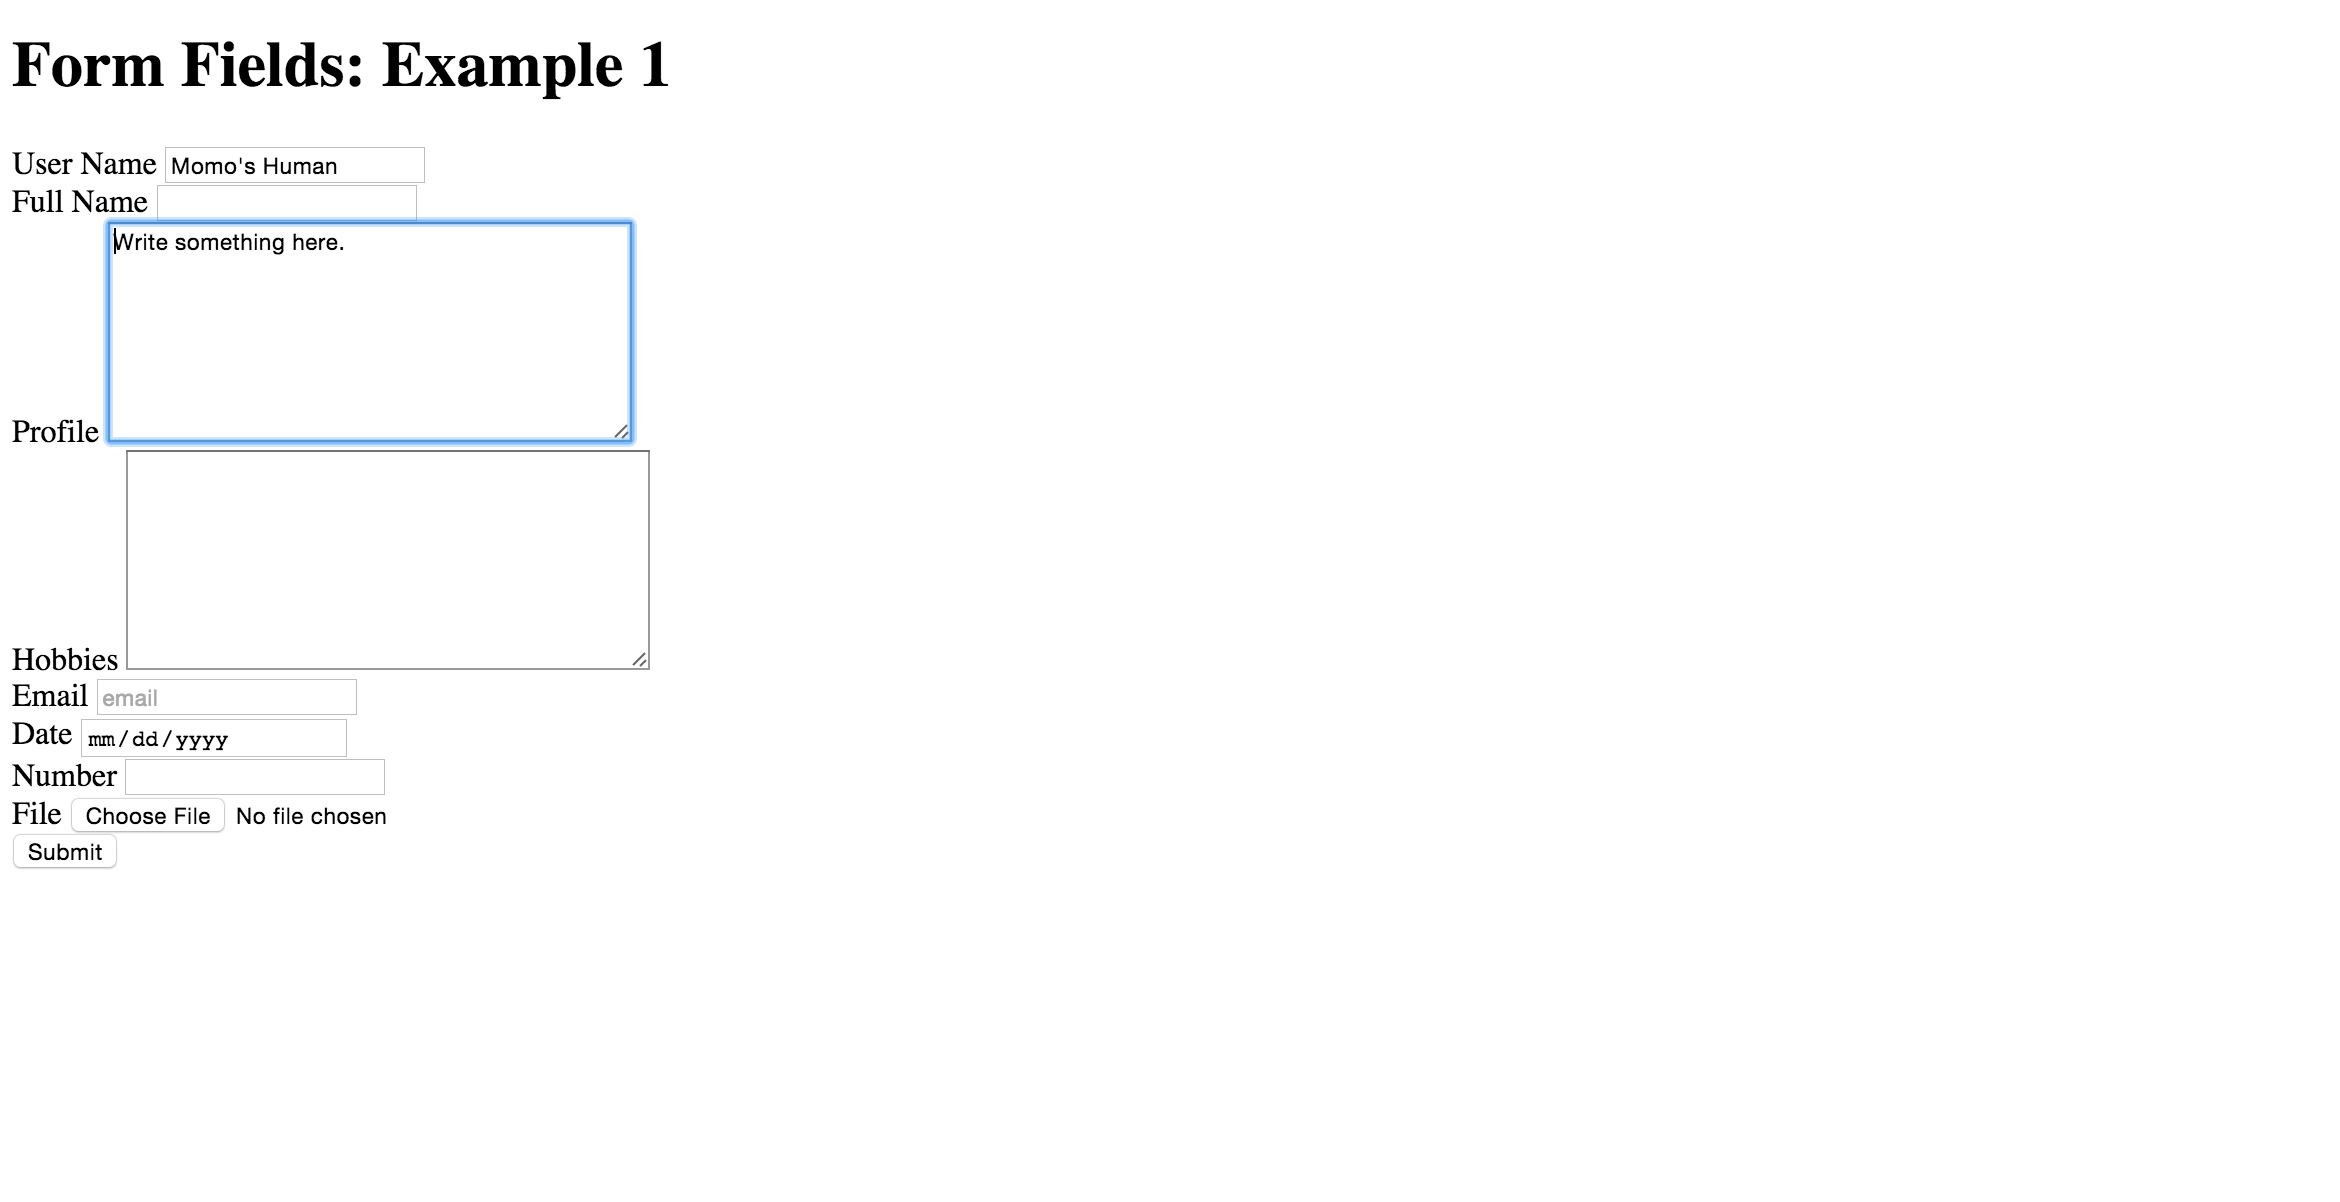 Form Fields: Example 1
User Name Momo's Human
Full Name
Write something here.
Profile
Hobbies
Email email
Date mm/dd/yyyy
Number
File Choose File No file chosen
Submit